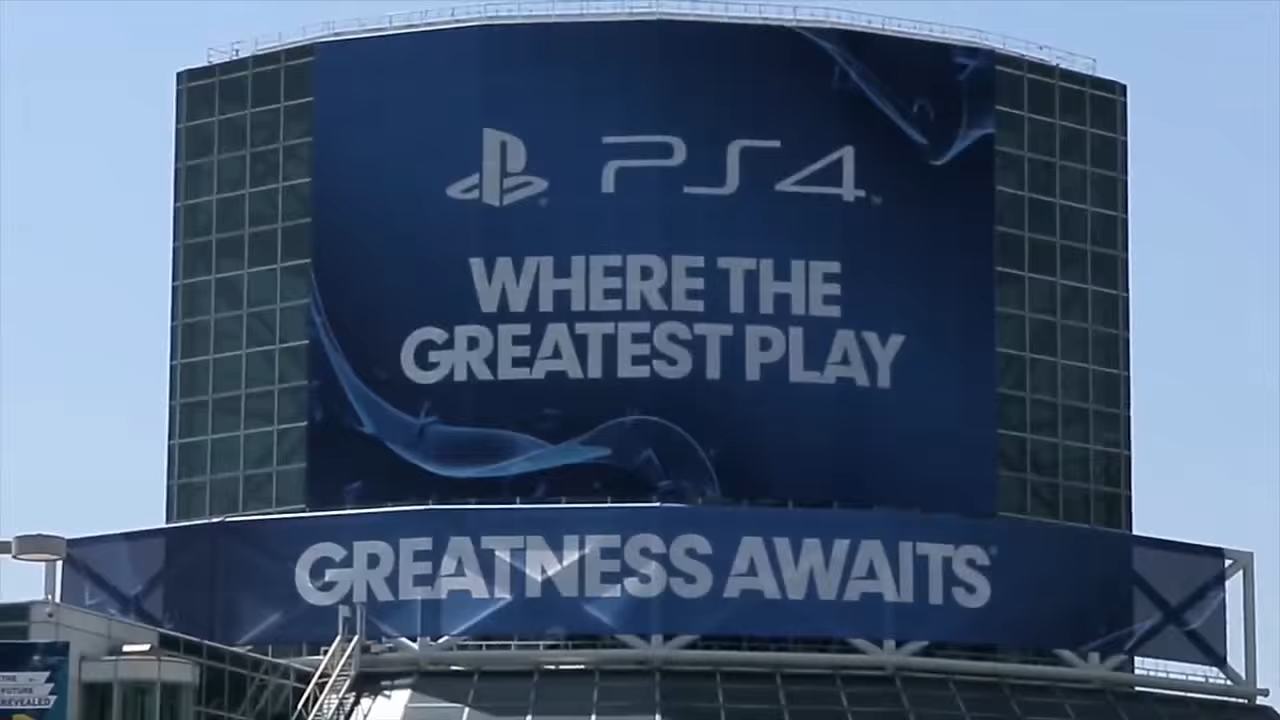 PS4
WHERE THE
GREATEST PLAY
GREATNESS AWAITS
THE
FUTURE
REVEALED